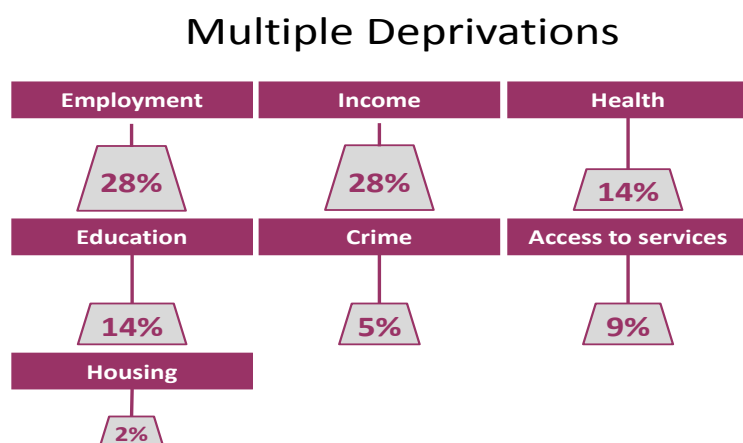 Multiple Deprivations
Employment Income Health
28% 28% 14%
Education Crime Access to services
14% 5% 9%
Housing
2%